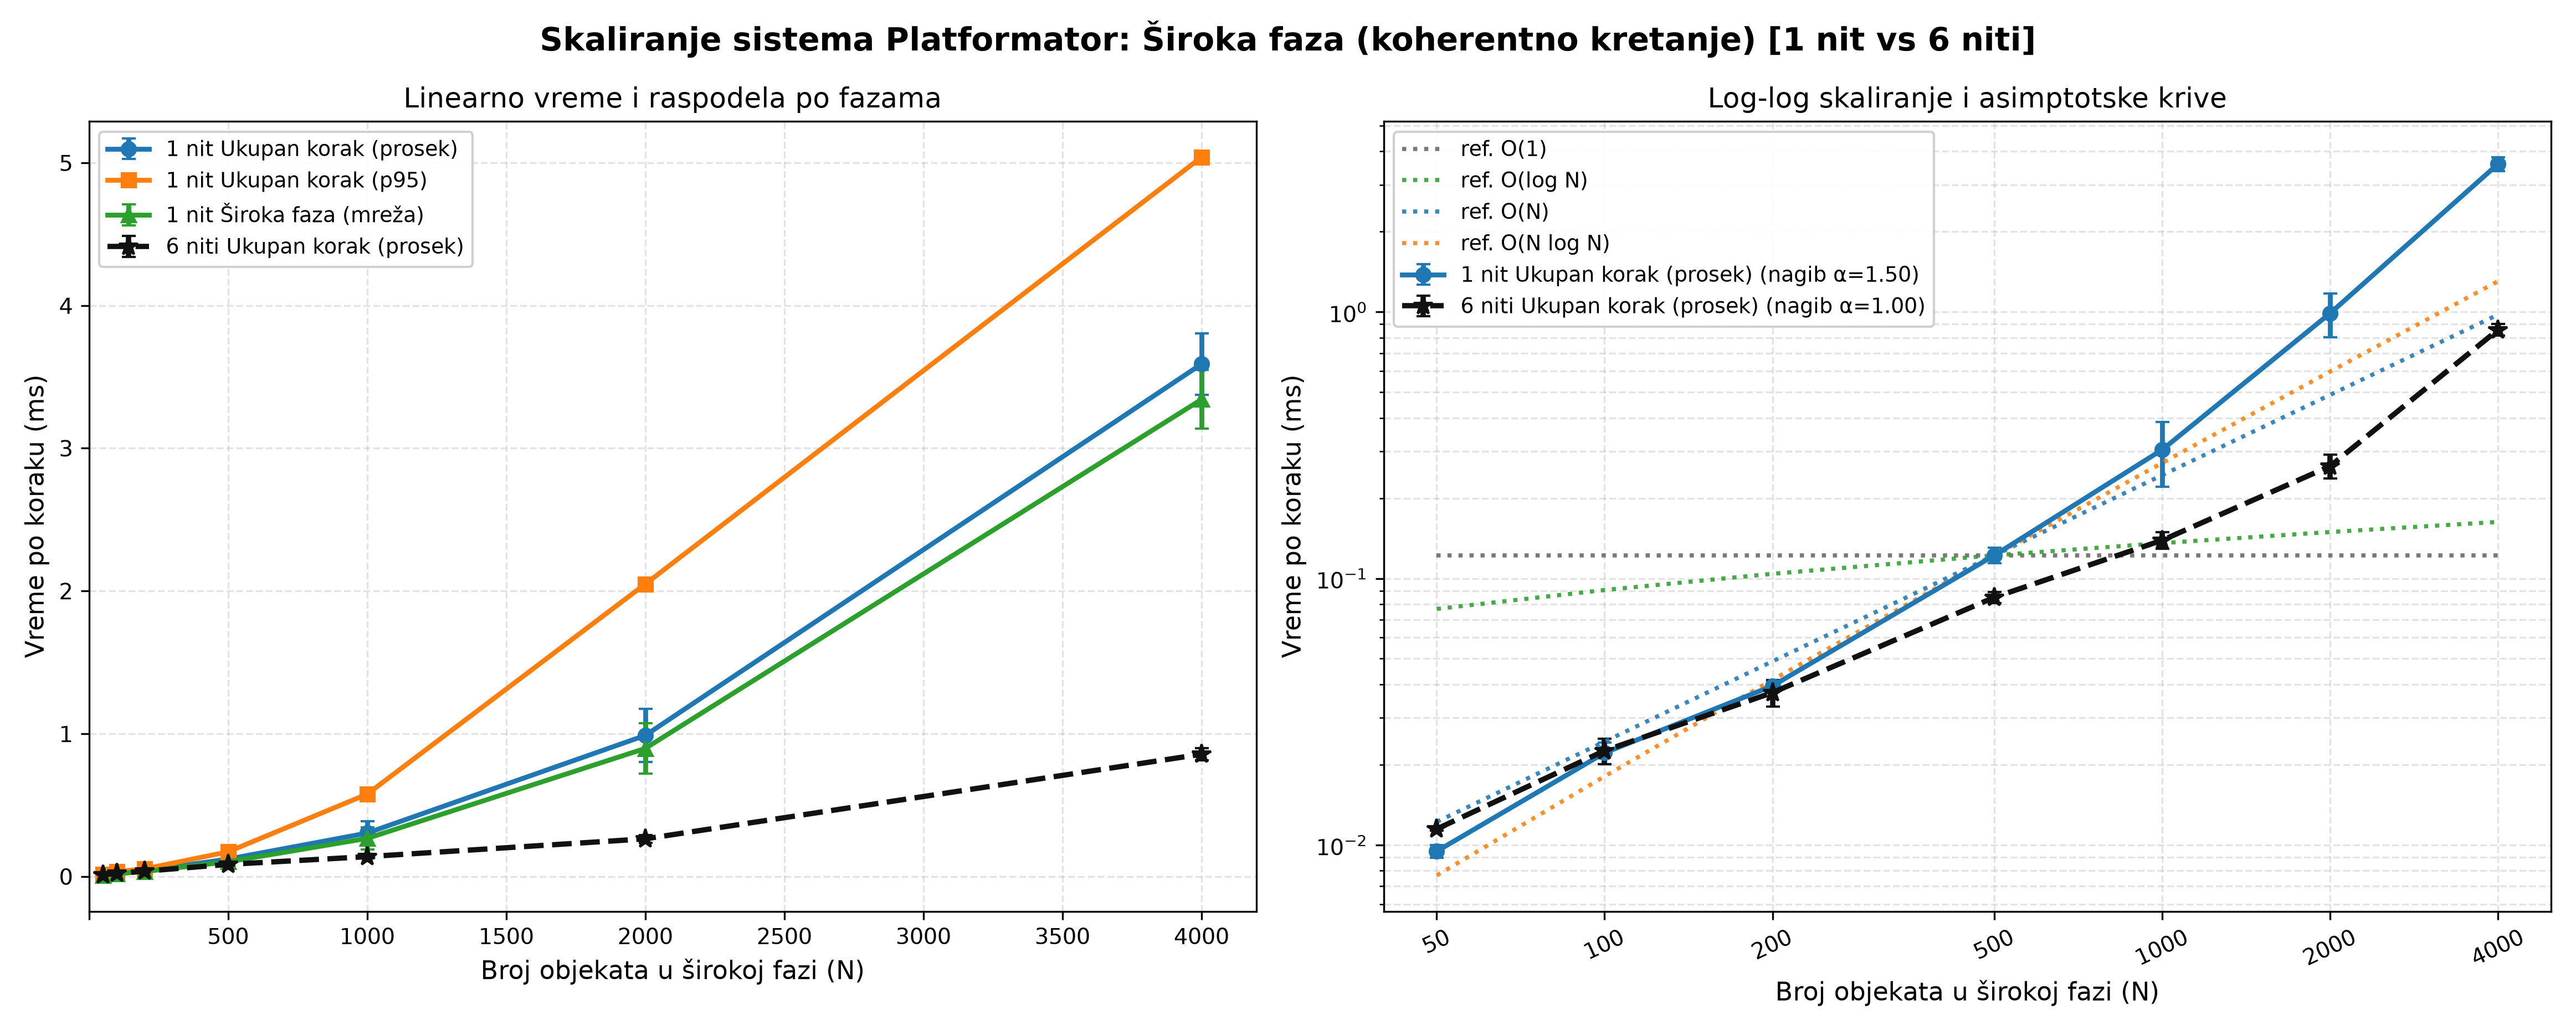 Skaliranje sistema Platformator: Široka faza (koherentno kretanje) [1 nit vs 6 niti]
Linearno vreme i raspodela po fazama
1 nit Ukupan korak (prosek)
1 nit Ukupan korak (p95)
1 nit Široka faza (mreža)
6 niti Ukupan korak (prosek)
Vreme po koraku (ms)
5
4
3
2
1
0
500 1000 1500 2000 2500 3000 3500 4000
Broj objekata u širokoj fazi (N)
Log-log skaliranje i asimptotske krive
ref. O(1)
ref. O(log N)
ref. O(N)
ref. O(N log N)
1 nit Ukupan korak (prosek) (nagib α=1.50)
6 niti Ukupan korak (prosek) (nagib α=1.00)
Vreme po koraku (ms)
10⁰
10⁻¹
10⁻²
50 100 200 500 1000 2000 4000
Broj objekata u širokoj fazi (N)